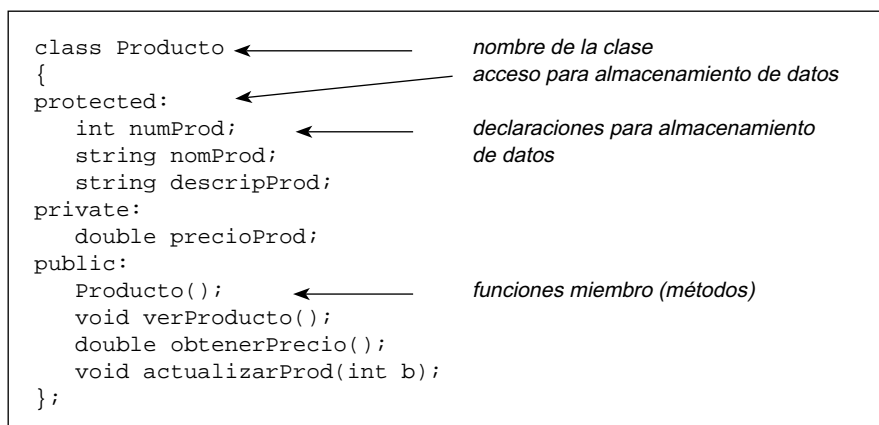 class Producto nombre de la clase
{ acceso para almacenamiento de datos
protected:
int numProd; declaraciones para almacenamiento
string nomProd; de datos
string descripProd;
private:
double precioProd;
public:
Producto(); funciones miembro (métodos)
void verProducto();
double obtenerPrecio();
void actualizarProd(int b);
};